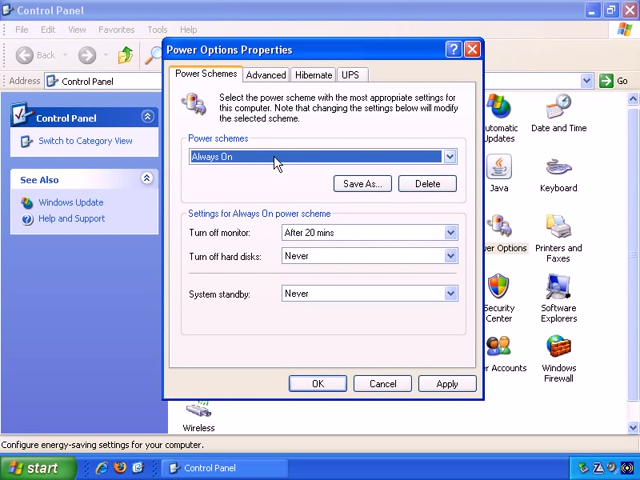 Control Panel
File Edit View Favorites Tools Help
Back
Address Control Panel Go
Control Panel
Switch to Category View
See Also
Windows Update
Help and Support
Power Options Properties
Power Schemes Advanced Hibernate UPS
Select the power scheme with the most appropriate settings for
this computer. Note that changing the settings below will modify
the selected scheme.
Power schemes
Always On
Save As... Delete
Settings for Always On power scheme
Turn off monitor: After 20 mins
Turn off hard disks: Never
System standby: Never
OK Cancel Apply
utomatic
Updates
Date and Time
Java
Keyboard
er Options
Printers and
Faxes
Security
Center
Software
Explorers
er Accounts
Windows
Firewall
Wireless
Configure energy-saving settings for your computer.
start Control Panel